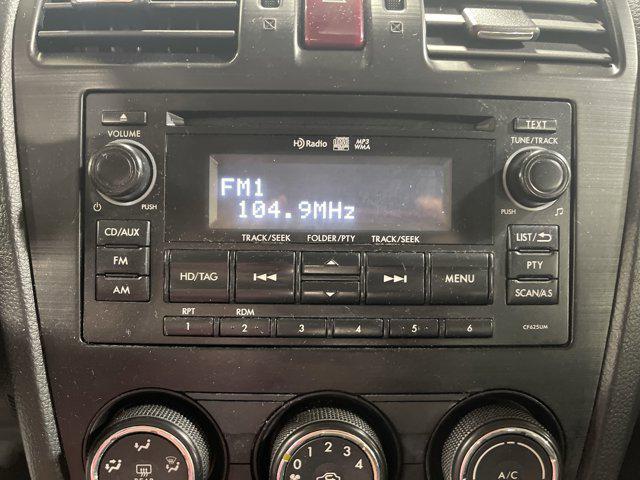 VOLUME
PUSH
HD Radio
MP3
WMA
TEXT
TUNE/TRACK
PUSH
FM1
104.9MHz
TRACK/SEEK FOLDER/PTY TRACK/SEEK
CD/AUX
FM
AM
HD/TAG
MENU
LIST/
PTY
SCAN/A.S
RPT RDM
1 2 3 4 5 6
CF625UM
0 1 2 3 4
A/C
REAR